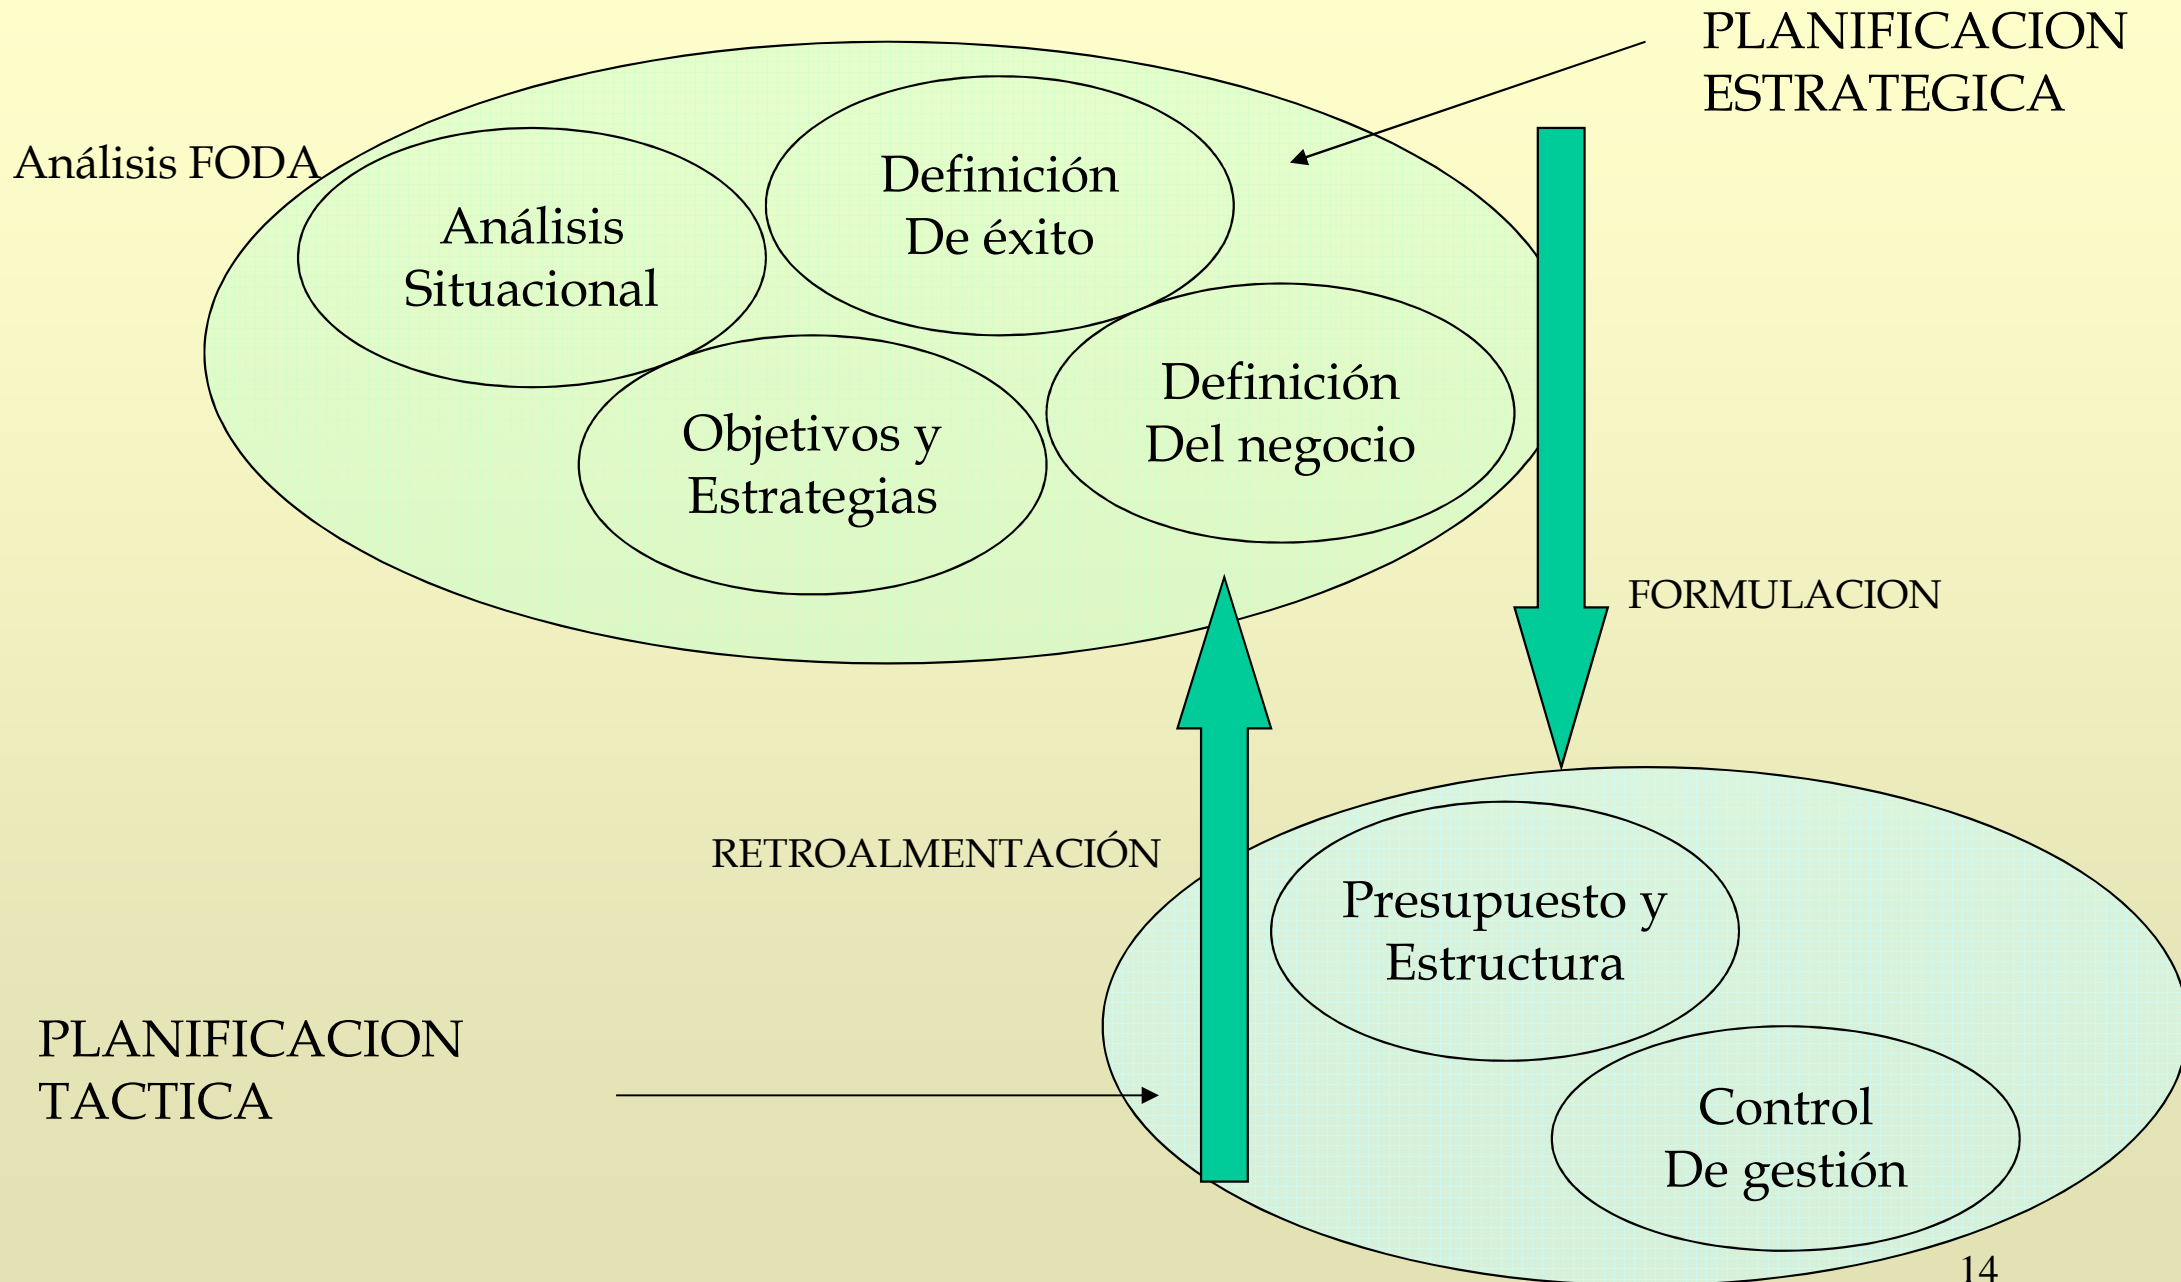 PLANIFICACION
ESTRATEGICA
Análisis FODA
Definición
De éxito
Análisis
Situacional
Definición
Del negocio
Objetivos y
Estrategias
FORMULACION
RETROALMENTACIÓN
Presupuesto y
Estructura
PLANIFICACION
TACTICA
Control
De gestión
14